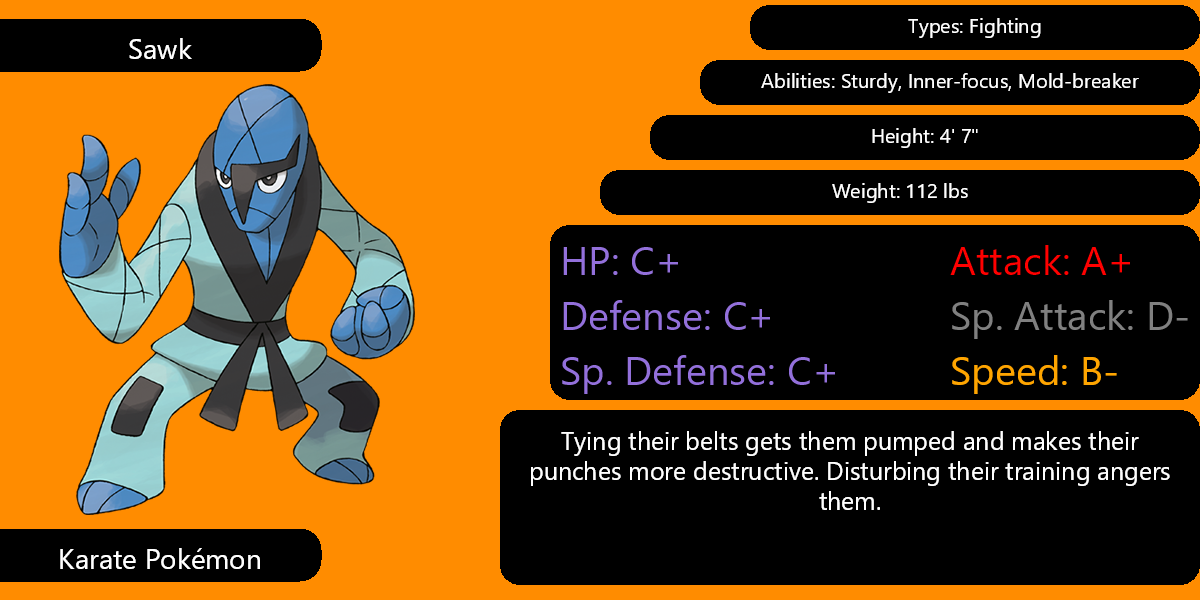 Sawk
Types: Fighting
Abilities: Sturdy, Inner-focus, Mold-breaker
Height: 4' 7"
Weight: 112 lbs
HP: C+
Attack: A+
Defense: C+
Sp. Attack: D-
Sp. Defense: C+
Speed: B-
Tying their belts gets them pumped and makes their
punches more destructive. Disturbing their training angers
them.
Karate Pokémon